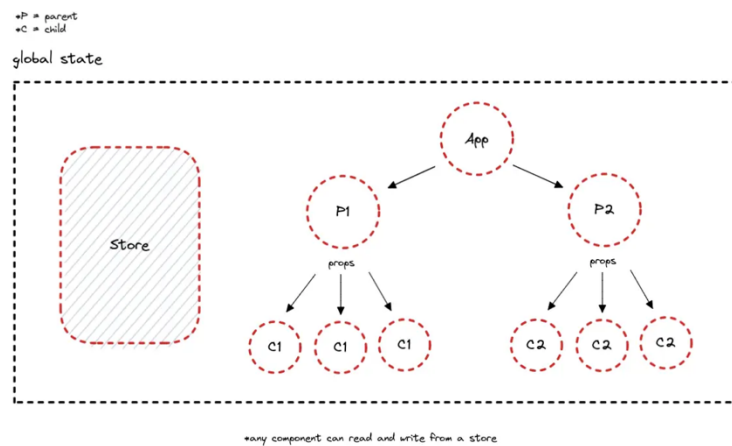 *P = parent
*C = child
global state
App
P1
P2
Store
props
props
C1
C1
C1
C2
C2
C2
*any component can read and write from a store